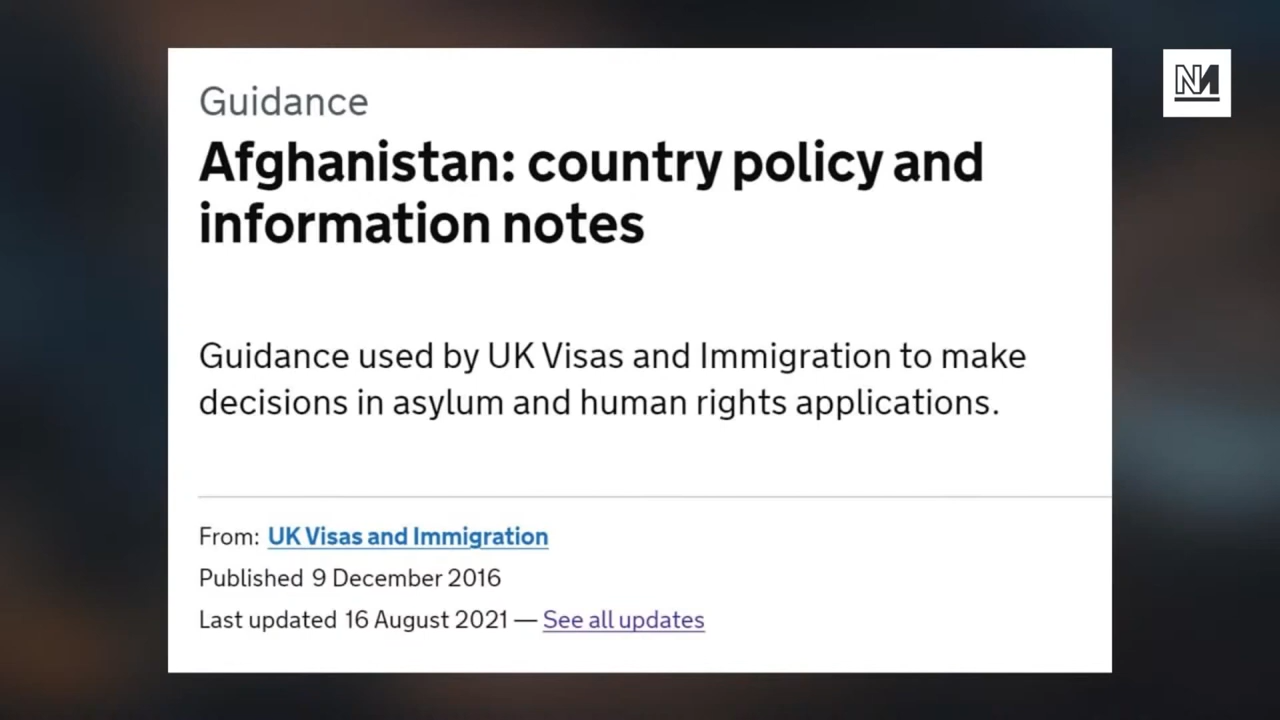 Guidance
Afghanistan: country policy and
information notes
Guidance used by UK Visas and Immigration to make
decisions in asylum and human rights applications.
From: UK Visas and Immigration
Published 9 December 2016
Last updated 16 August 2021 — See all updates
NM